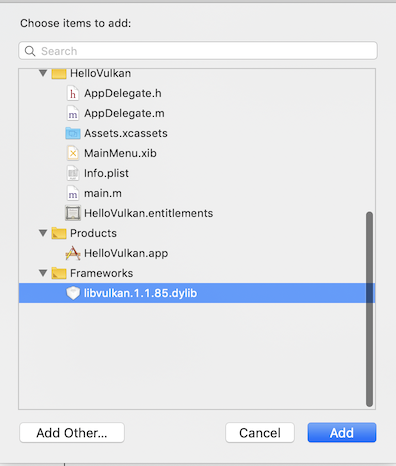 Choose items to add:
Search
HelloVulkan
AppDelegate.h
AppDelegate.m
Assets.xcassets
MainMenu.xib
Info.plist
main.m
HelloVulkan.entitlements
Products
HelloVulkan.app
Frameworks
libvulkan.1.1.85.dylib
Add Other...
Cancel
Add